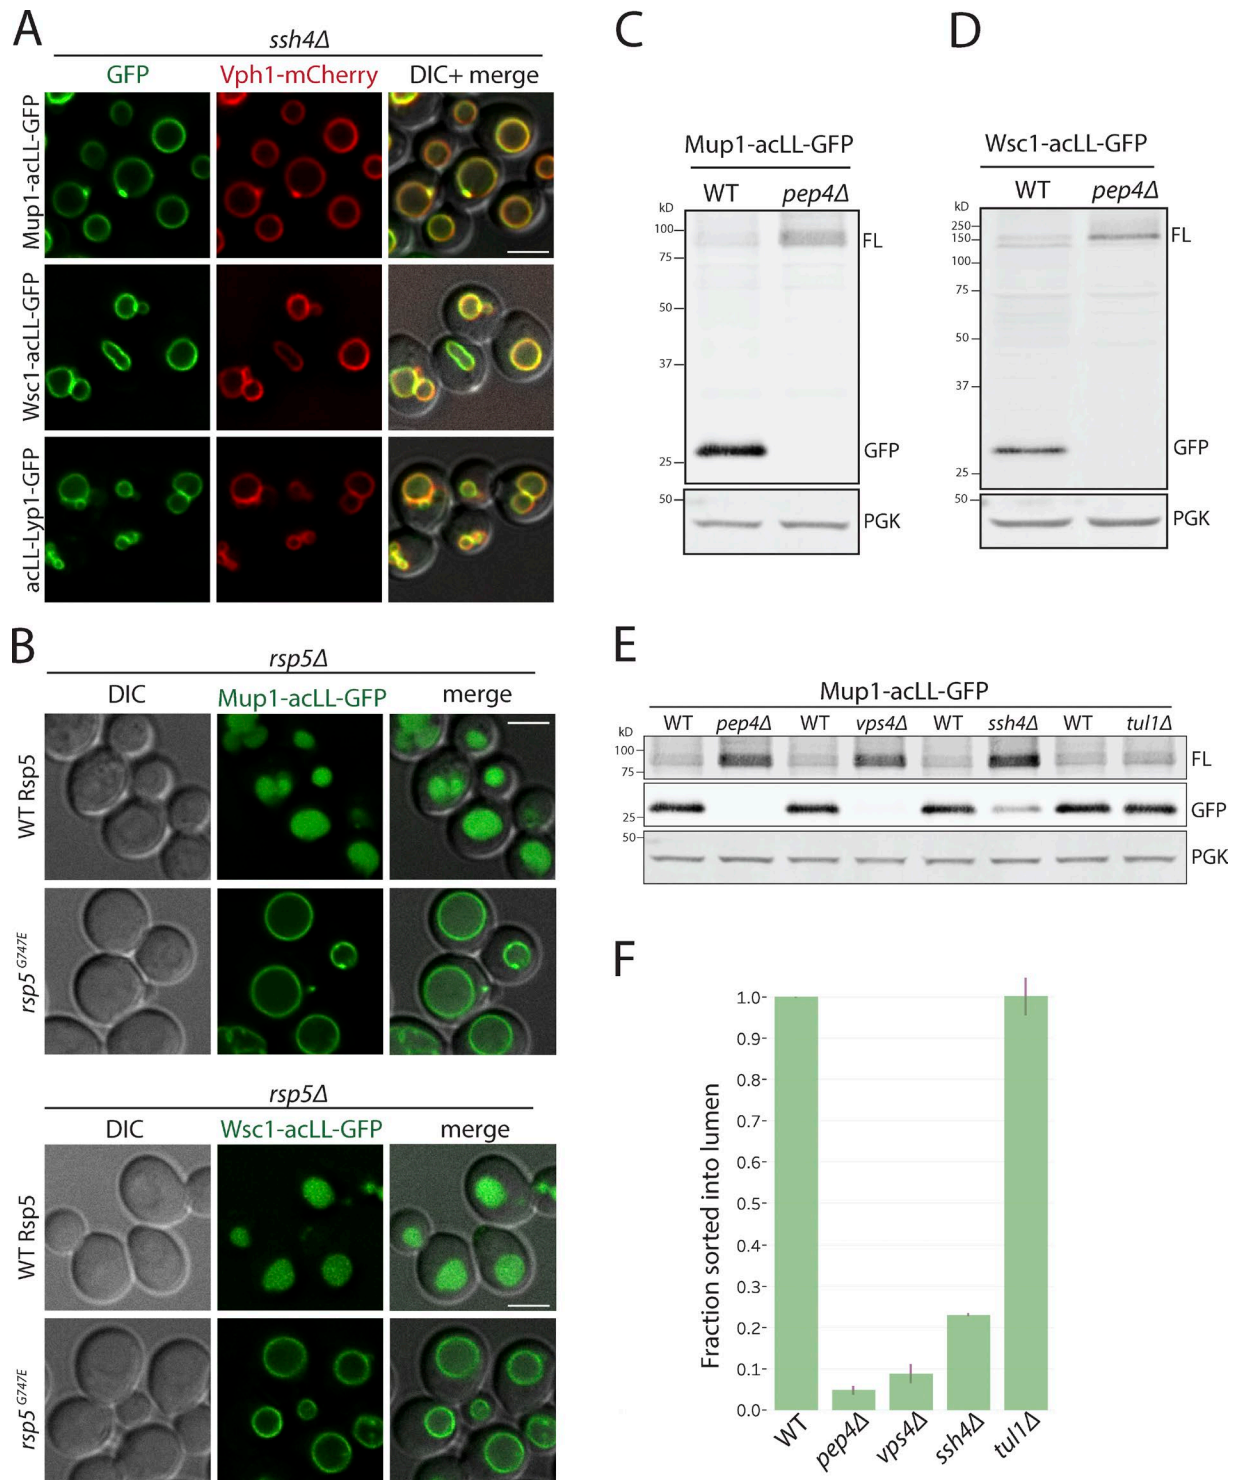 A
ssh4Δ
GFP
Vph1-mCherry
DIC+ merge
Mup1-acLL-GFP
Wsc1-acLL-GFP
acLL-Lyp1-GFP
B
rsp5Δ
DIC
Mup1-acLL-GFP
merge
WT Rsp5
rsp5 G747E
rsp5Δ
DIC
Wsc1-acLL-GFP
merge
WT Rsp5
rsp5 G747E
C
Mup1-acLL-GFP
WT
pep4Δ
kD
100
75
50
37
25
50
FL
GFP
PGK
D
Wsc1-acLL-GFP
WT
pep4Δ
kD
250
150
100
75
50
37
25
50
FL
GFP
PGK
E
Mup1-acLL-GFP
WT pep4Δ WT vps4Δ WT ssh4Δ WT tul1Δ
kD
100
75
25
50
FL
GFP
PGK
F
Fraction sorted into lumen
1.0
0.9
0.8
0.7
0.6
0.5
0.4
0.3
0.2
0.1
0.0
WT
pep4Δ
vps4Δ
ssh4Δ
tul1Δ